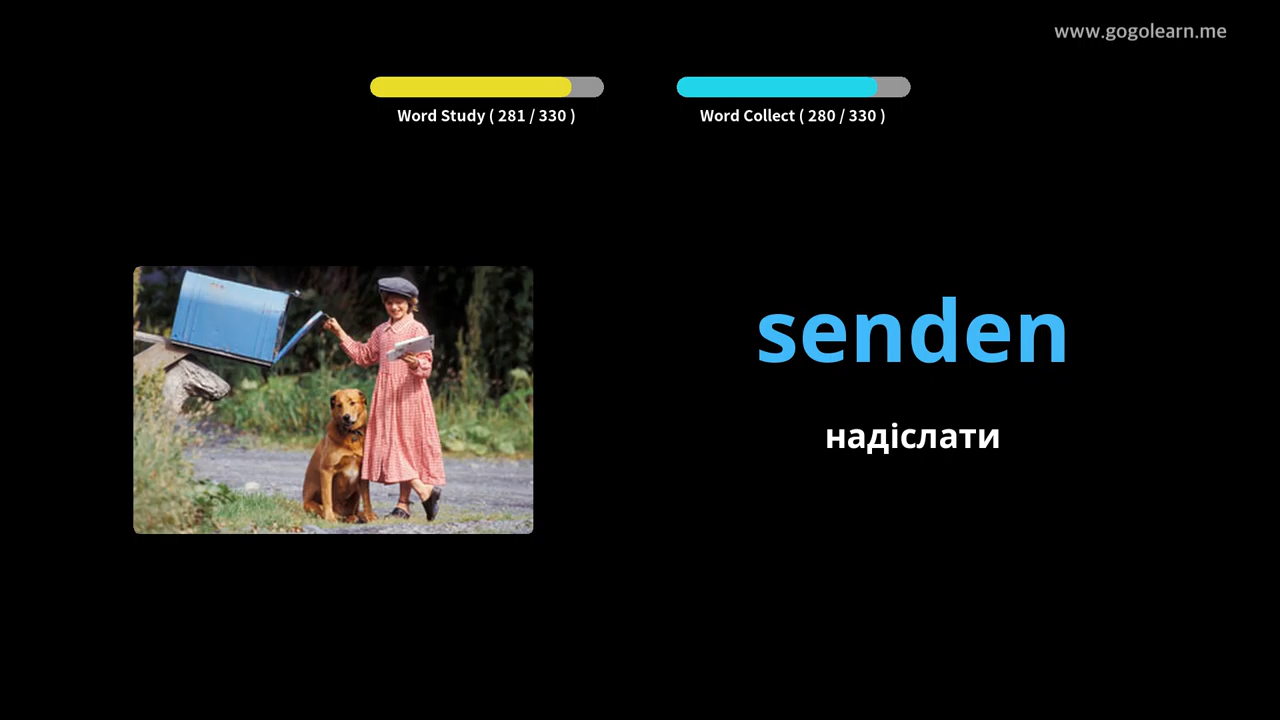 www.gogolearn.me
Word Study ( 281 / 330 )
Word Collect ( 280 / 330 )
senden
надіслати